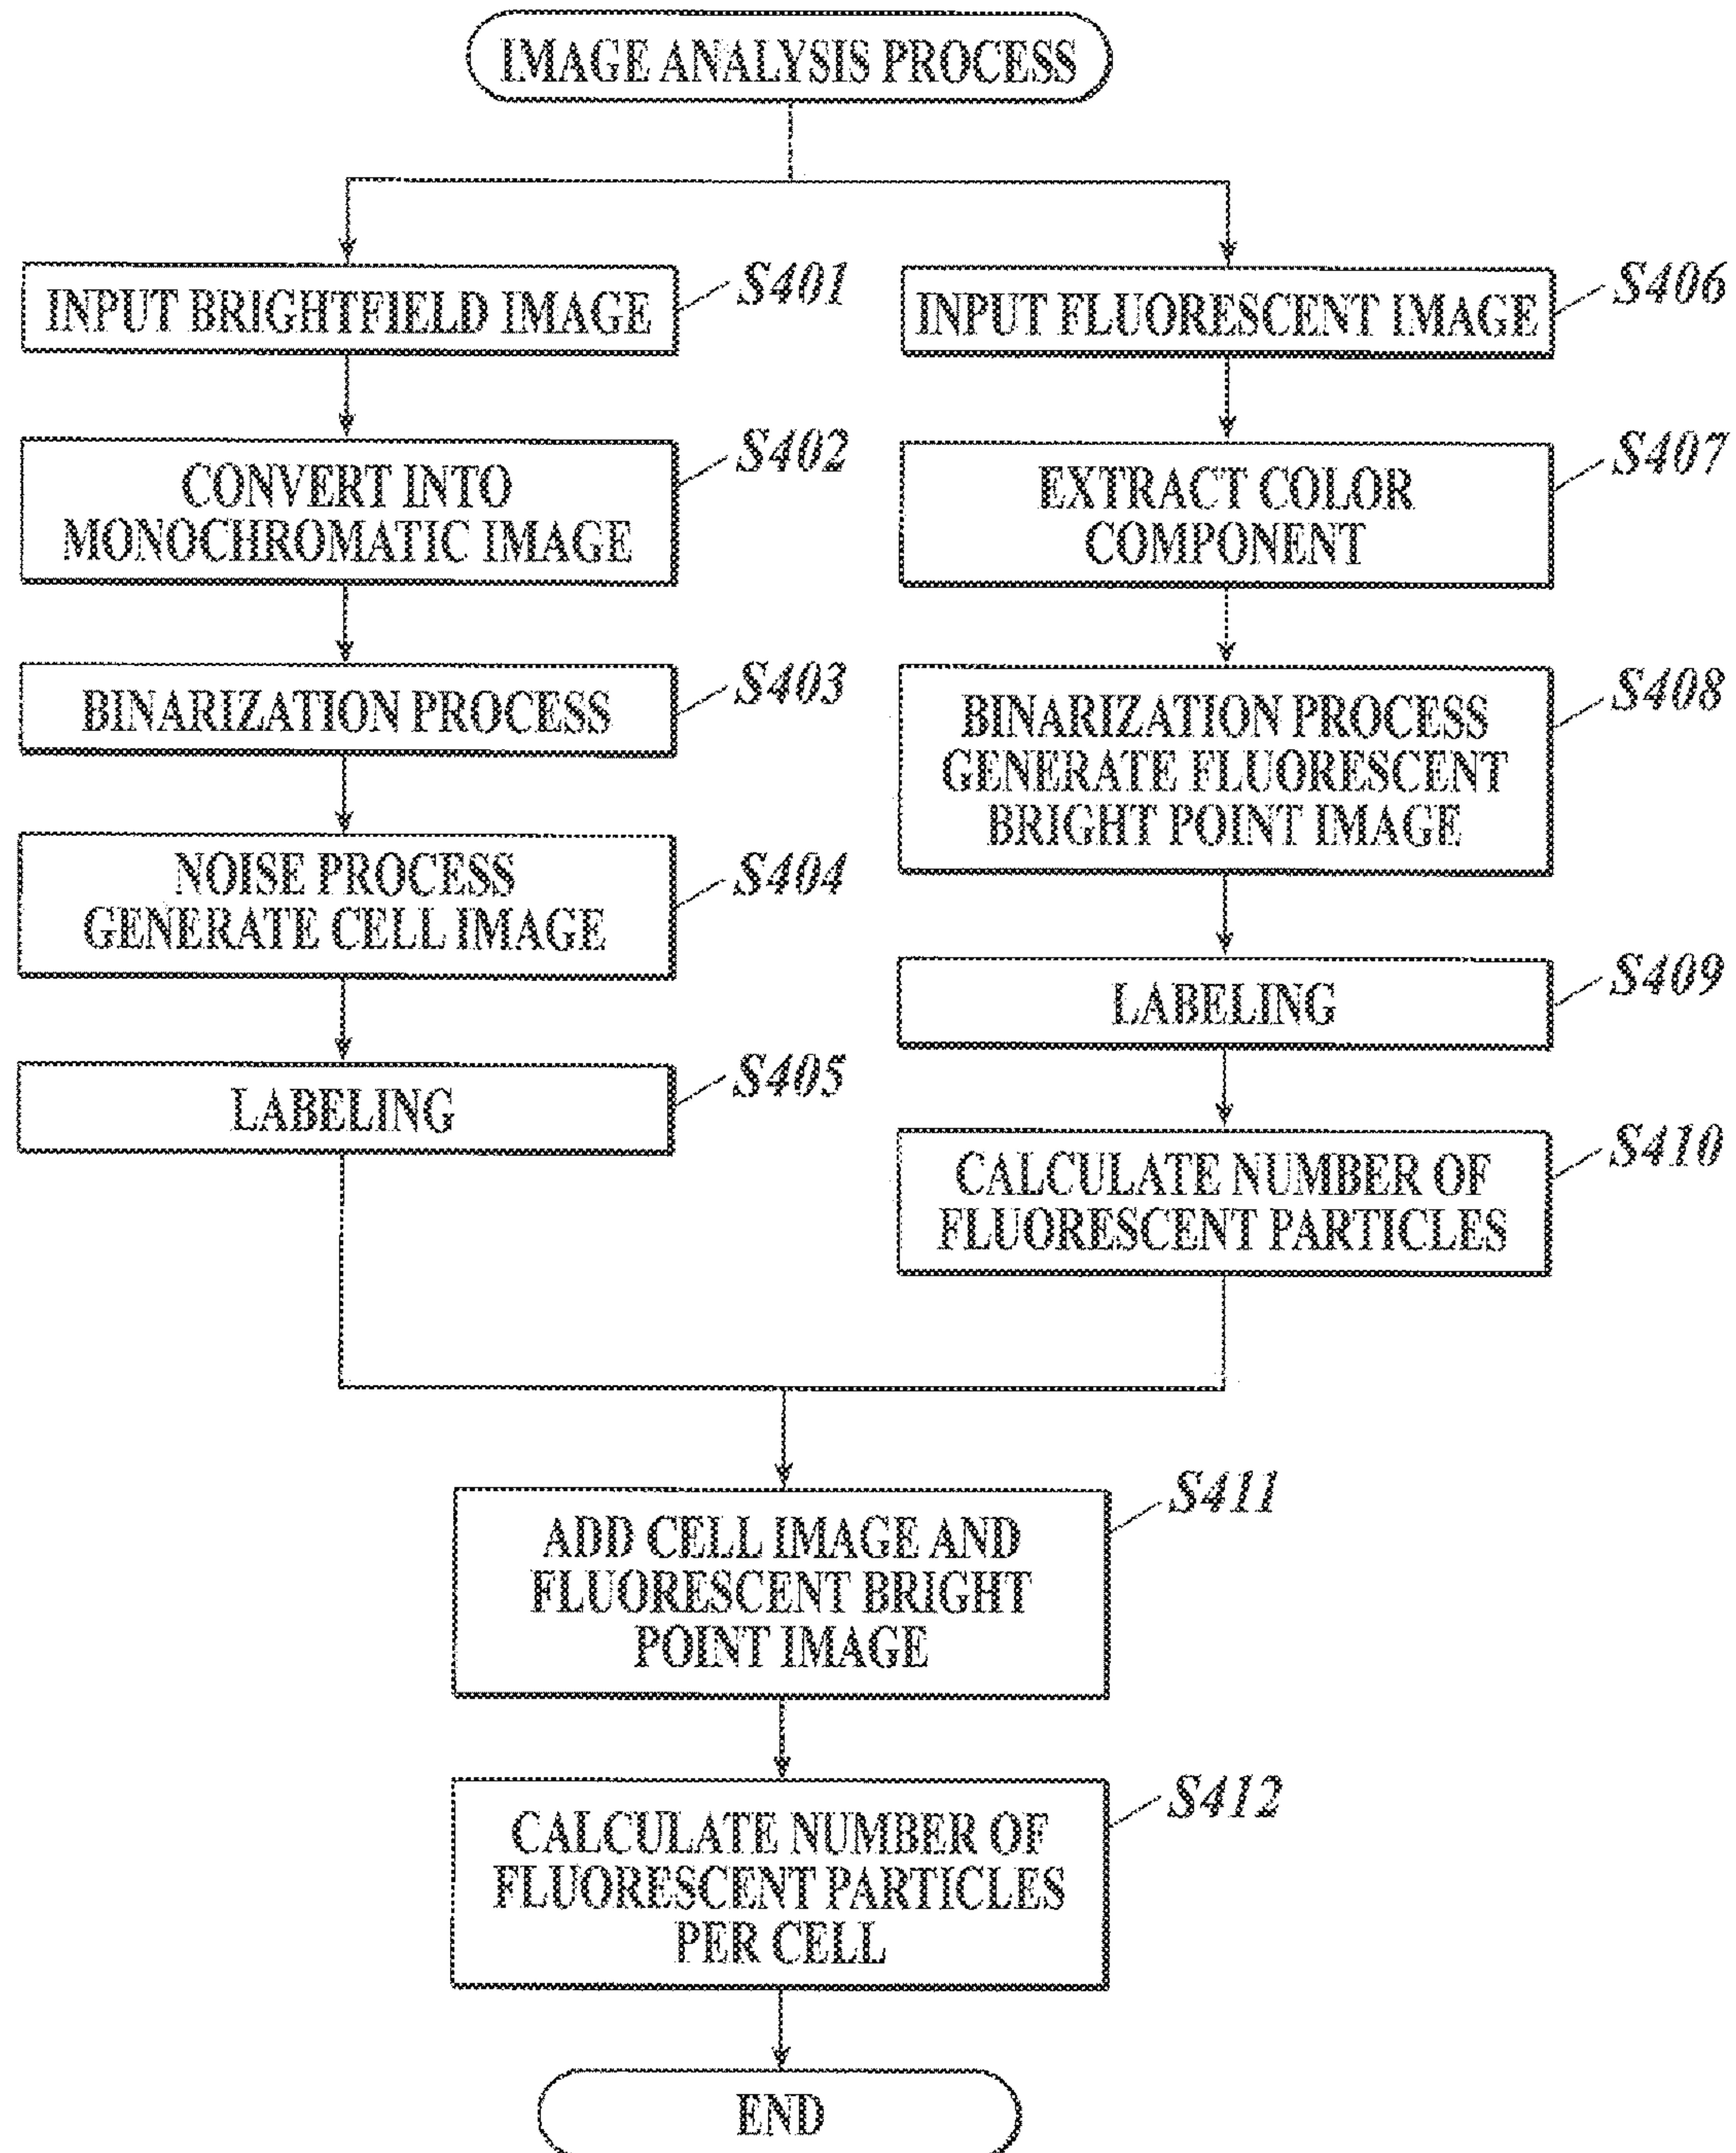 IMAGE ANALYSIS PROCESS
INPUT BRIGHTFIELD IMAGE
S401
CONVERT INTO
MONOCHROMATIC IMAGE
S402
BINARIZATION PROCESS
S403
NOISE PROCESS
GENERATE CELL IMAGE
S404
LABELING
S405
INPUT FLUORESCENT IMAGE
S406
EXTRACT COLOR
COMPONENT
S407
BINARIZATION PROCESS
GENERATE FLUORESCENT
BRIGHT POINT IMAGE
S408
LABELING
S409
CALCULATE NUMBER OF
FLUORESCENT PARTICLES
S410
ADD CELL IMAGE AND
FLUORESCENT BRIGHT
POINT IMAGE
S411
CALCULATE NUMBER OF
FLUORESCENT PARTICLES
PER CELL
S412
END